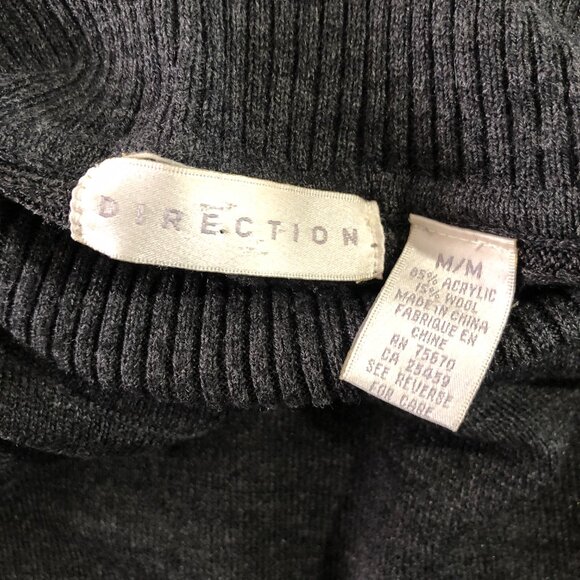 DIRECTION
M/M
85% ACRYLIC
15% WOOL
MADE IN CHINA
FABRIQUE EN
CHINE
RN 75670
CA 25459
SEE REVERSE
FOR CARE